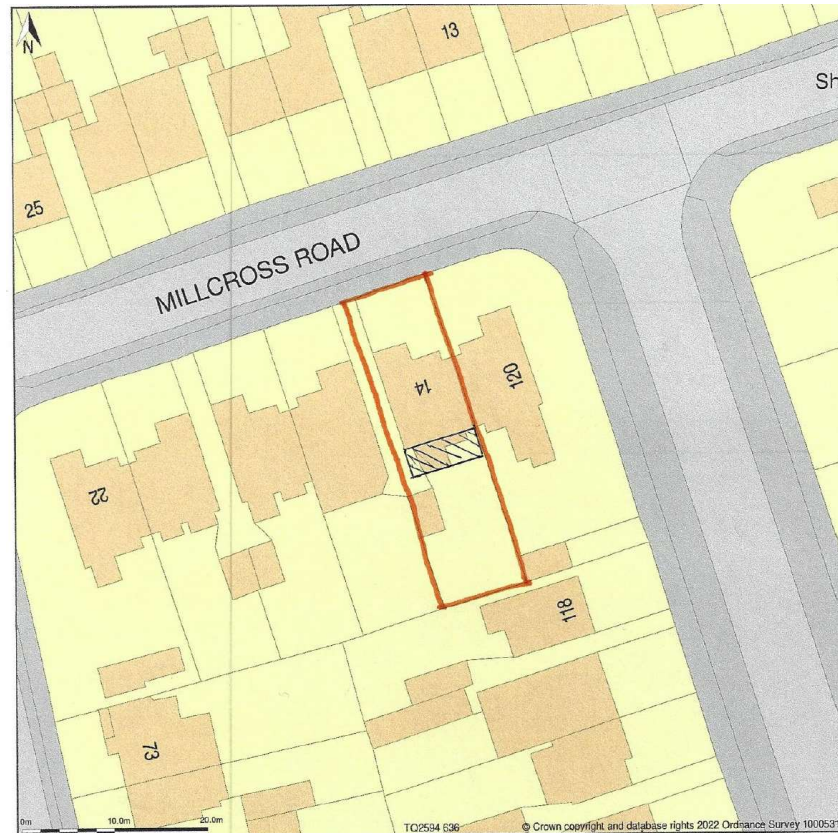 N
13
Sh
25
MILLCROSS ROAD
14
120
22
118
73
0m 10.0m 20.0m
TQ2594 636
© Crown copyright and database rights 2022 Ordnance Survey 1000535